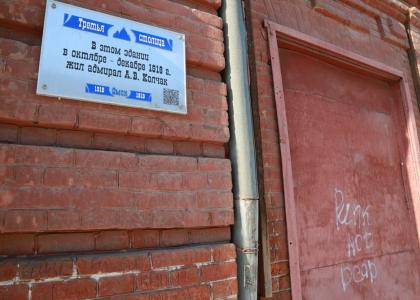 Третья столица
В этом здании
в октябре - декабре 1918 г.
жил адмирал А.В. Колчак
1918 Омск 1919